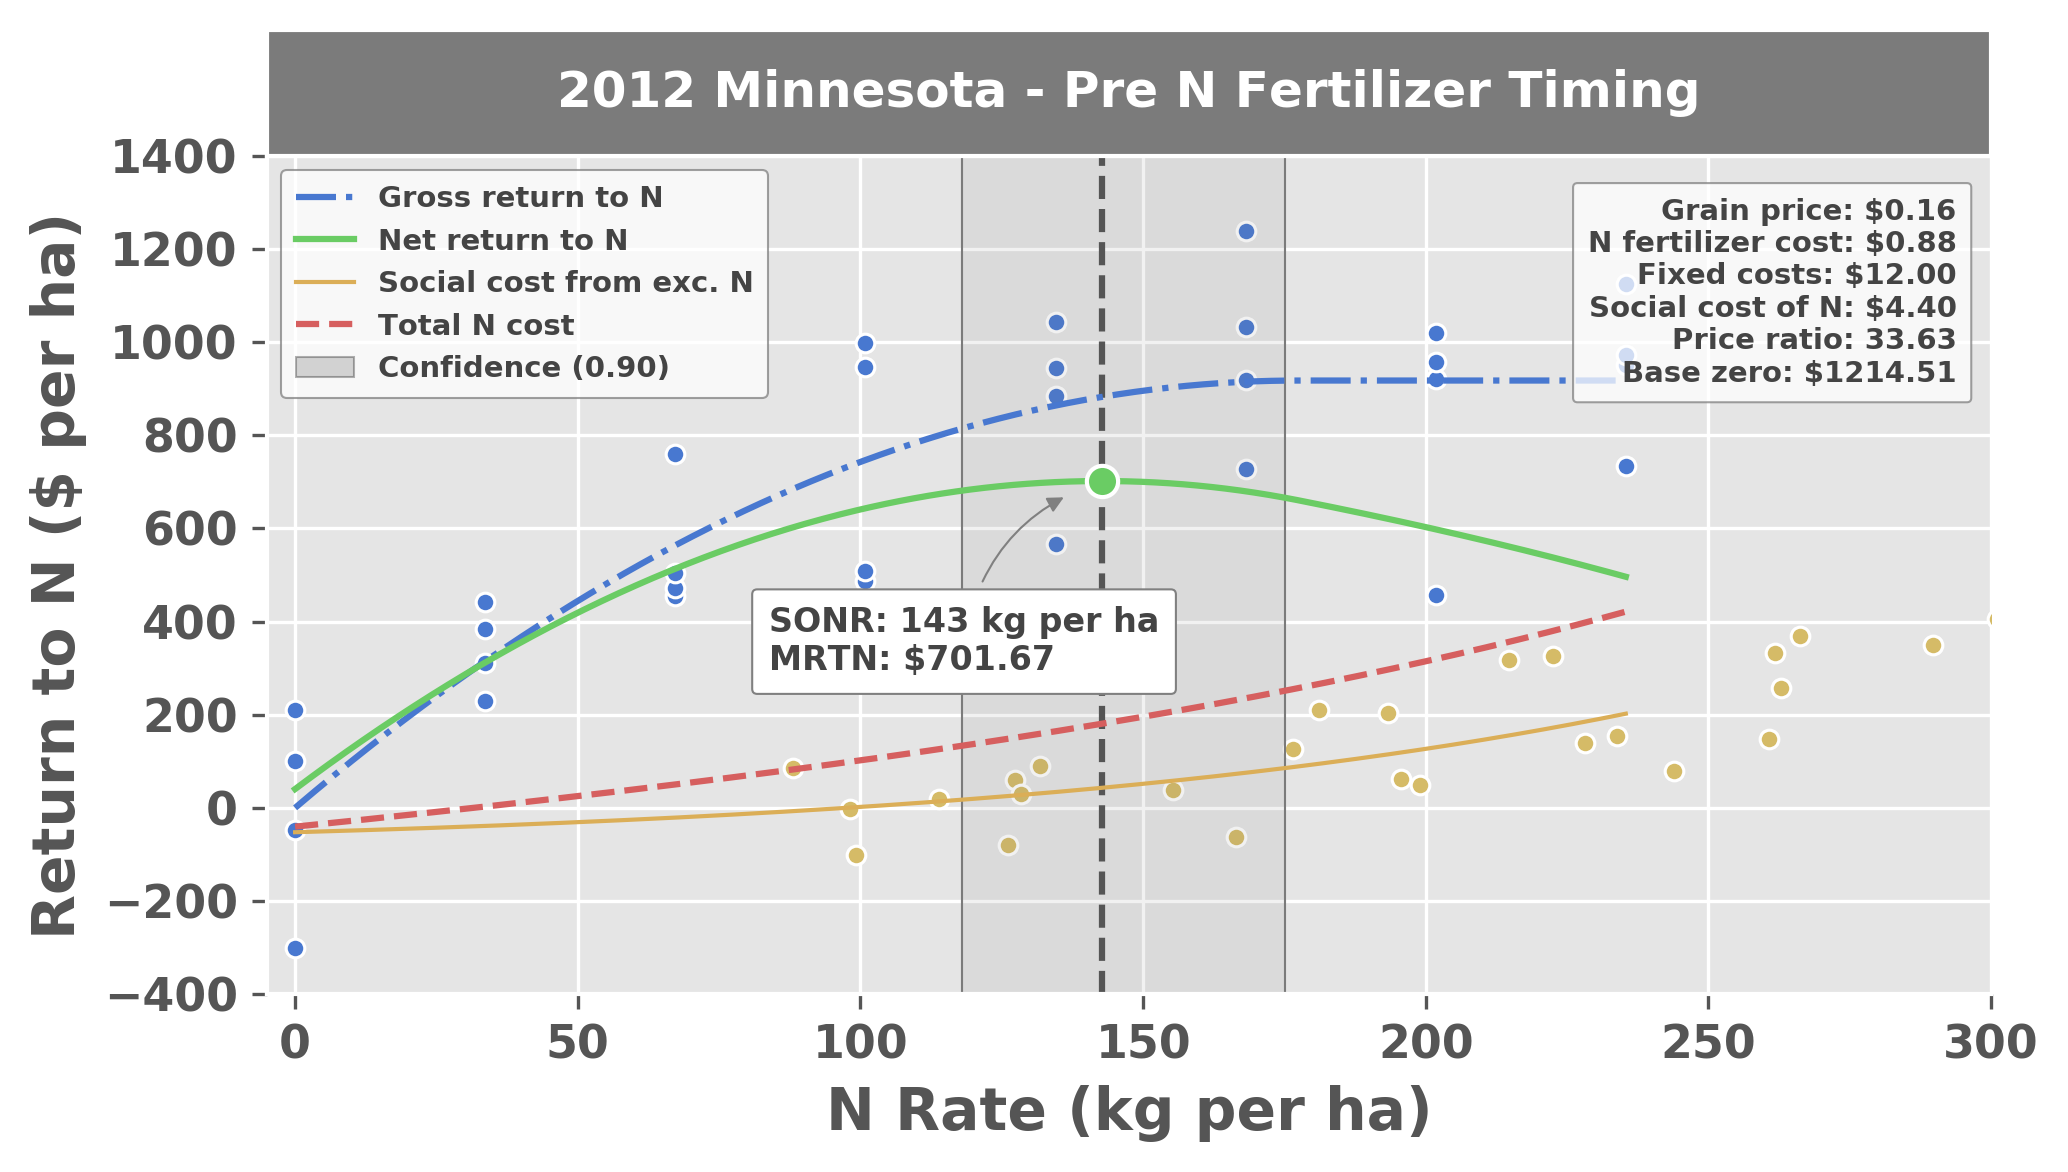 2012 Minnesota - Pre N Fertilizer Timing
Return to N ($ per ha)
1400
1200
1000
800
600
400
200
0
−200
−400
Gross return to N
Net return to N
Social cost from exc. N
Total N cost
Confidence (0.90)
Grain price: $0.16
N fertilizer cost: $0.88
Fixed costs: $12.00
Social cost of N: $4.40
Price ratio: 33.63
Base zero: $1214.51
SONR: 143 kg per ha
MRTN: $701.67
0 50 100 150 200 250 300
N Rate (kg per ha)